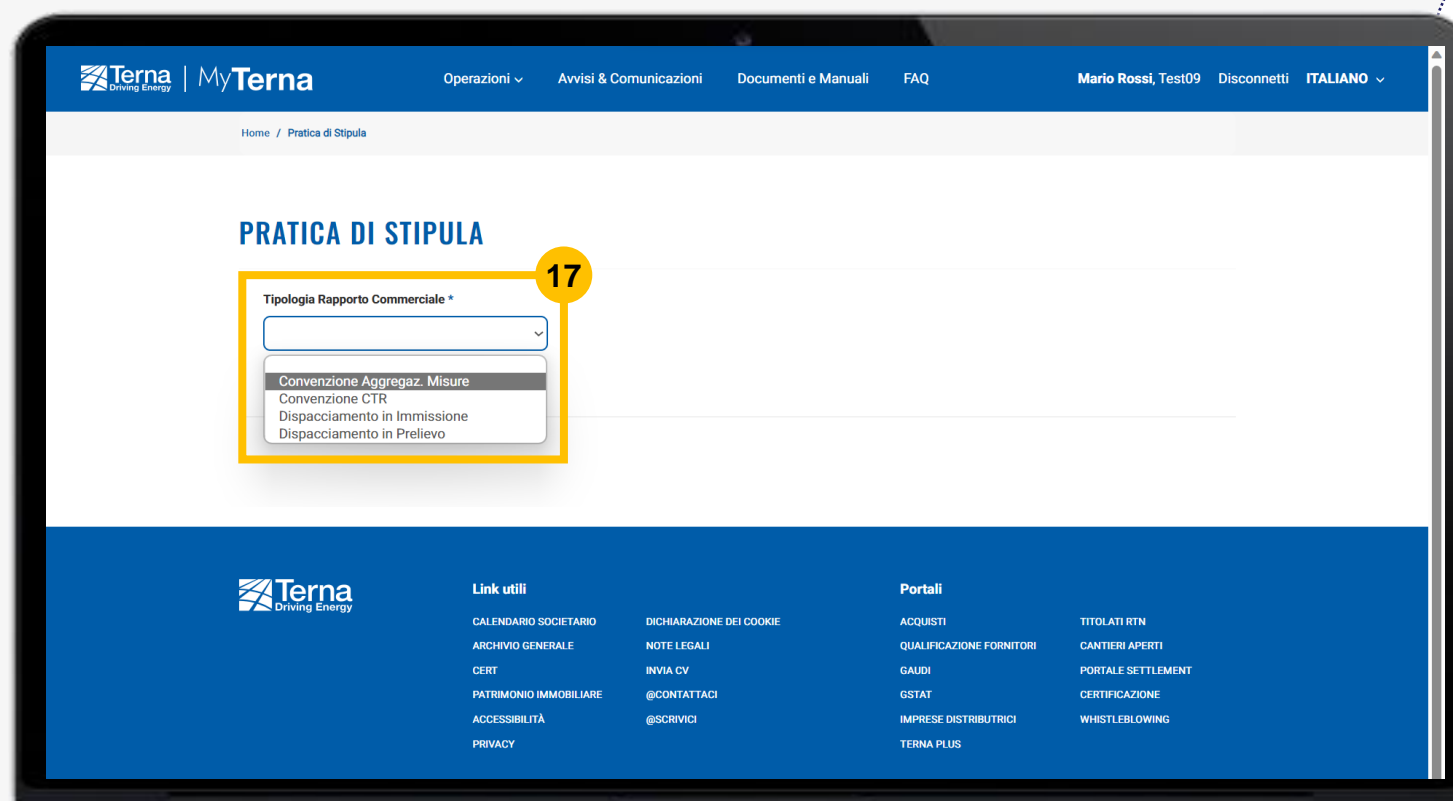 Terna
Driving Energy
MyTerna
Operazioni
Avvisi & Comunicazioni
Documenti e Manuali
FAQ
Mario Rossi, Test09
Disconnetti
ITALIANO
Home / Pratica di Stipula
PRATICA DI STIPULA
17
Tipologia Rapporto Commerciale *
Convenzione Aggregaz. Misure
Convenzione CTR
Dispacciamento in Immissione
Dispacciamento in Prelievo
Terna
Driving Energy
Link utili
CALENDARIO SOCIETARIO
ARCHIVIO GENERALE
CERT
PATRIMONIO IMMOBILIARE
ACCESSIBILITÀ
PRIVACY
DICHIARAZIONE DEI COOKIE
NOTE LEGALI
INVIA CV
@CONTATTACI
@SCRIVICI
Portali
ACQUISTI
QUALIFICAZIONE FORNITORI
GAUDI
GSTAT
IMPRESE DISTRIBUTRICI
TERNA PLUS
TITOLATI RTN
CANTIERI APERTI
PORTALE SETTLEMENT
CERTIFICAZIONE
WHISTLEBLOWING